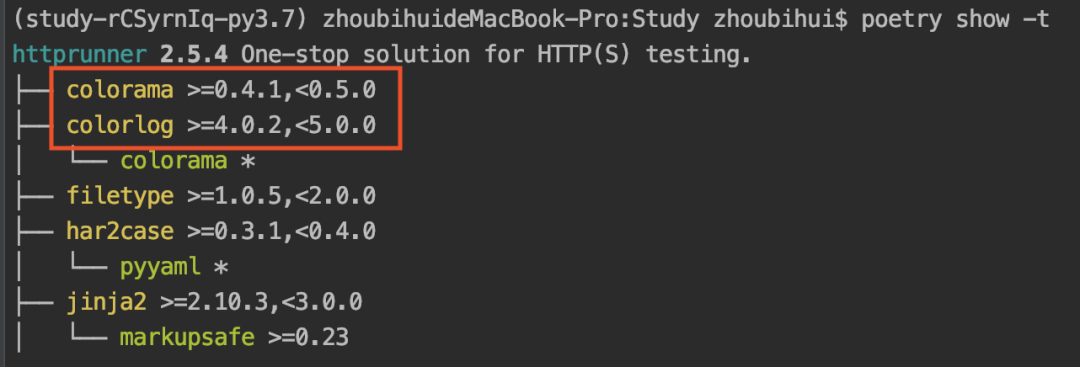 (study-rCSyrnIq-py3.7) zhoubihuideMacBook-Pro:Study zhoubihui$ poetry show -t
httprunner 2.5.4 One-stop solution for HTTP(S) testing.
├── colorama >=0.4.1,<0.5.0
├── colorlog >=4.0.2,<5.0.0
│   └── colorama *
├── filetype >=1.0.5,<2.0.0
├── har2case >=0.3.1,<0.4.0
│   └── pyyaml *
├── jinja2 >=2.10.3,<3.0.0
│   └── markupsafe >=0.23